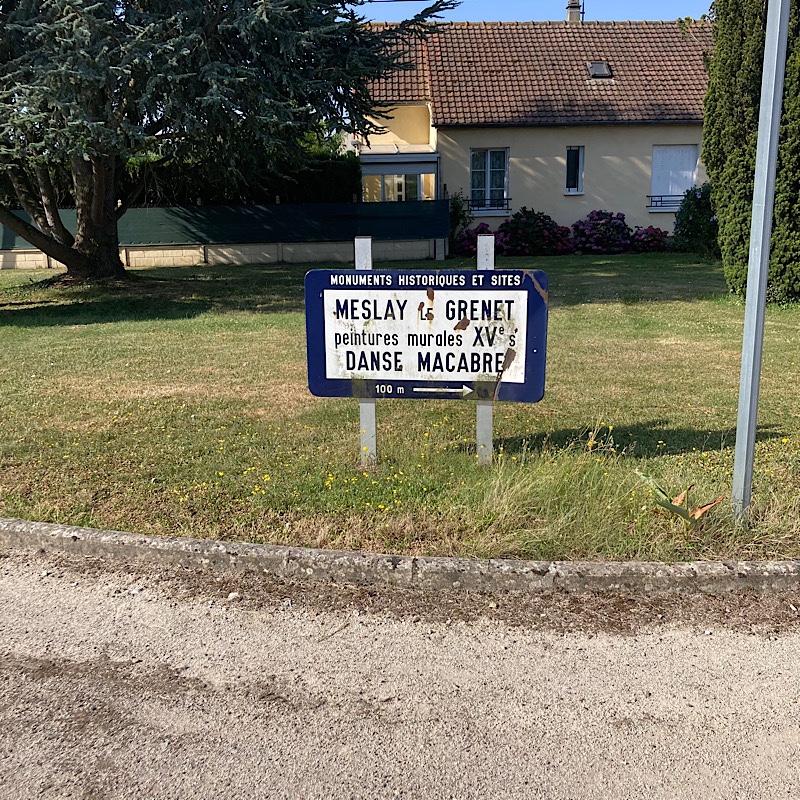 MONUMENTS HISTORIQUES ET SITES
MESLAY LE GRENET
peintures murales XVe s
DANSE MACABRE
100 m